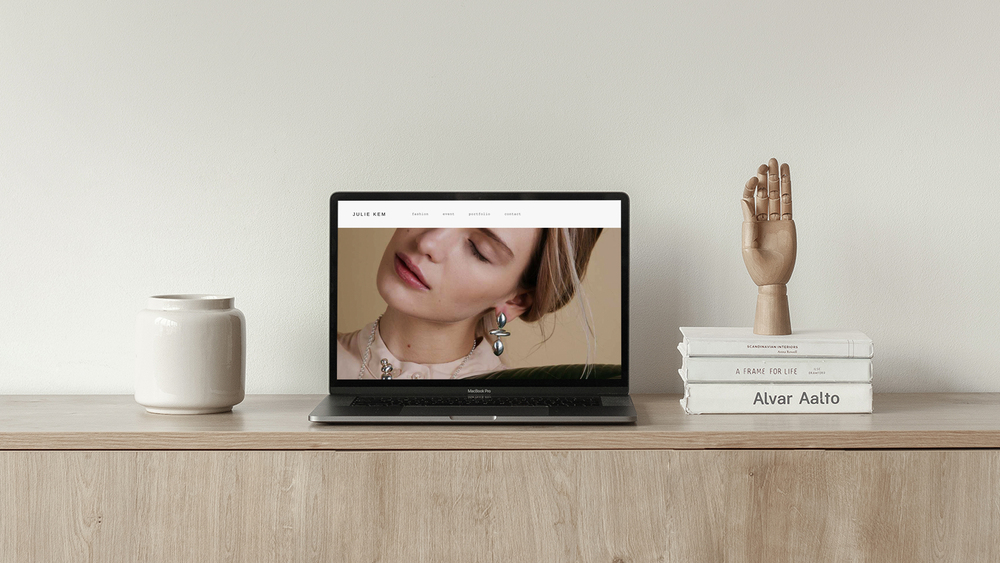 JULIE KEM
fashion event portfolio contact
MacBook Pro
SCANDINAVIAN INTERIORS
A FRAME FOR LIFE
Alvar Aalto